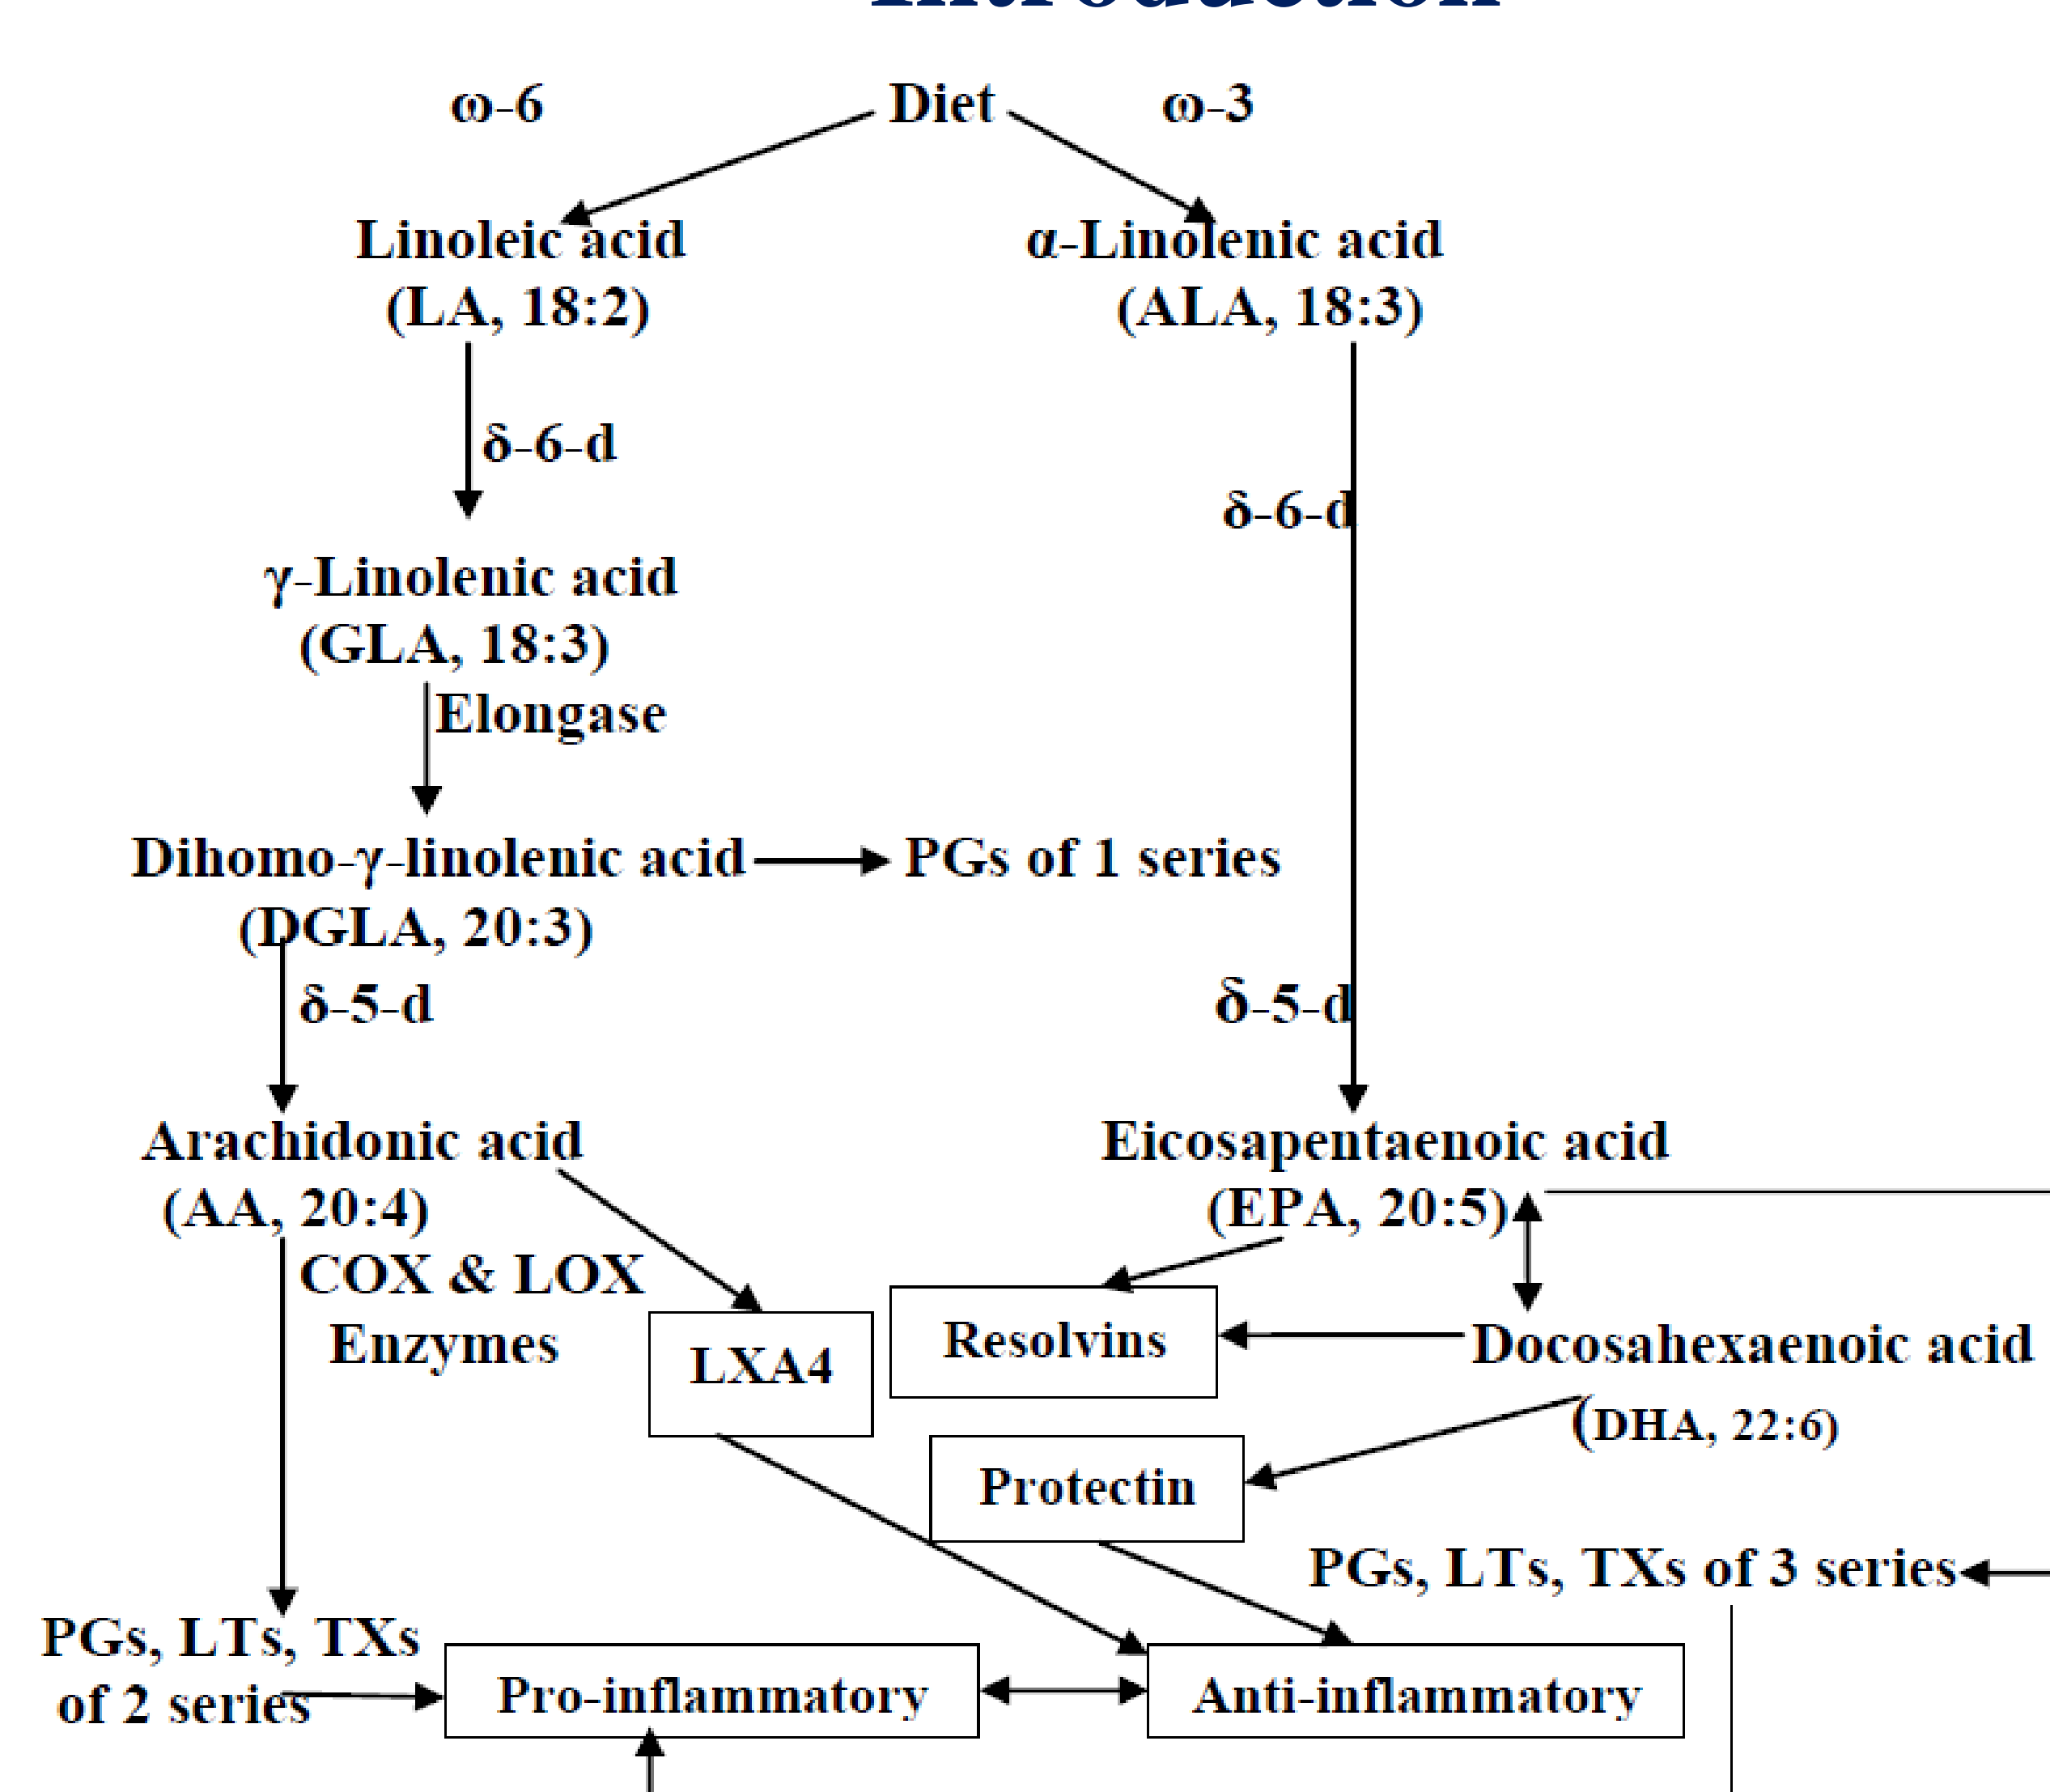 Introduction
ω-6
Diet
ω-3
Linoleic acid
(LA, 18:2)
α-Linolenic acid
(ALA, 18:3)
δ-6-d
δ-6-d
γ-Linolenic acid
(GLA, 18:3)
Elongase
Dihomo-γ-linolenic acid
(DGLA, 20:3)
PGs of 1 series
δ-5-d
δ-5-d
Arachidonic acid
(AA, 20:4)
Eicosapentaenoic acid
(EPA, 20:5)
COX & LOX
Enzymes
LXA4
Resolvins
Docosahexaenoic acid
(DHA, 22:6)
Protectin
PGs, LTs, TXs of 3 series
PGs, LTs, TXs
of 2 series
Pro-inflammatory
Anti-inflammatory